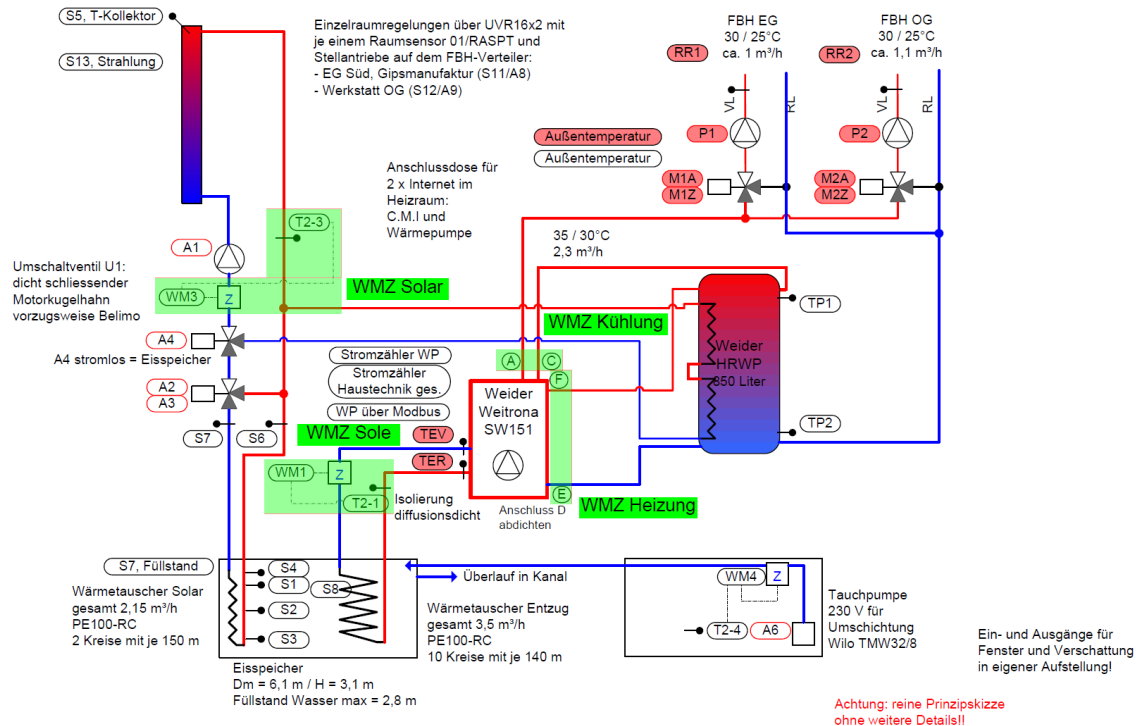 S5, T-Kollektor
S13, Strahlung
Einzelraumregelungen über UVR16x2 mit
je einem Raumsensor 01/RASPT und
Stellantriebe auf dem FBH-Verteiler:
- EG Süd, Gipsmanufaktur (S11/A8)
- Werkstatt OG (S12/A9)
FBH EG
30 / 25°C
ca. 1 m³/h
RR1
FBH OG
30 / 25°C
ca. 1,1 m³/h
RR2
VL
RL
VL
RL
P1
P2
Außentemperatur
Außentemperatur
M1A
M1Z
M2A
M2Z
Anschlussdose für
2 x Internet im
Heizraum:
C.M.I und
Wärmepumpe
T2-3
A1
35 / 30°C
2,3 m³/h
Umschaltventil U1:
dicht schliessender
Motorkugelhahn
vorzugsweise Belimo
WM3
Z
WMZ Solar
TP1
WMZ Kühlung
A4
A4 stromlos = Eisspeicher
Stromzähler WP
Stromzähler
Haustechnik ges.
WP über Modbus
A
C
F
Weider
HRWP
850 Liter
A2
A3
Weider
Weitrona
SW151
S7
S6
WMZ Sole
TEV
TER
TP2
WM1
Z
T2-1
Isolierung
diffusionsdicht
E
Anschluss D
abdichten
WMZ Heizung
S7, Füllstand
S4
S1
S8
S2
S3
Überlauf in Kanal
Wärmetauscher Solar
gesamt 2,15 m³/h
PE100-RC
2 Kreise mit je 150 m
Wärmetauscher Entzug
gesamt 3,5 m³/h
PE100-RC
10 Kreise mit je 140 m
WM4
Z
T2-4
A6
Tauchpumpe
230 V für
Umschichtung
Wilo TMW32/8
Ein- und Ausgänge für
Fenster und Verschattung
in eigener Aufstellung!
Eisspeicher
Dm = 6,1 m / H = 3,1 m
Füllstand Wasser max = 2,8 m
Achtung: reine Prinzipskizze
ohne weitere Details!!